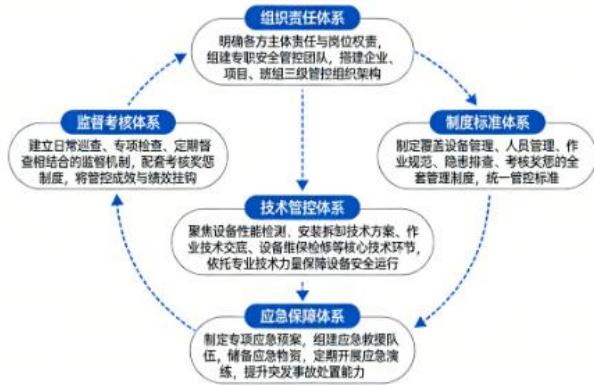 组织责任体系
明确各方主体责任与岗位权责，
组建专职安全管控团队，搭建企业、
项目、班组三级管控组织架构
监督考核体系
建立日常巡查、专项检查、定期督
查相结合的监督机制，配套考核奖惩
制度，将管控成效与绩效挂钩
制度标准体系
制定覆盖设备管理、人员管理、作
业规范、隐患排查、考核奖惩的全
套管理制度，统一管控标准
技术管控体系
聚焦设备性能检测、安装拆卸技术方案、作
业技术交底、设备维保检修等核心技术环节，
依托专业技术力量保障设备安全运行
应急保障体系
制定专项应急预案，组建应急救援队
伍，储备应急物资，定期开展应急演
练，提升突发事故处置能力